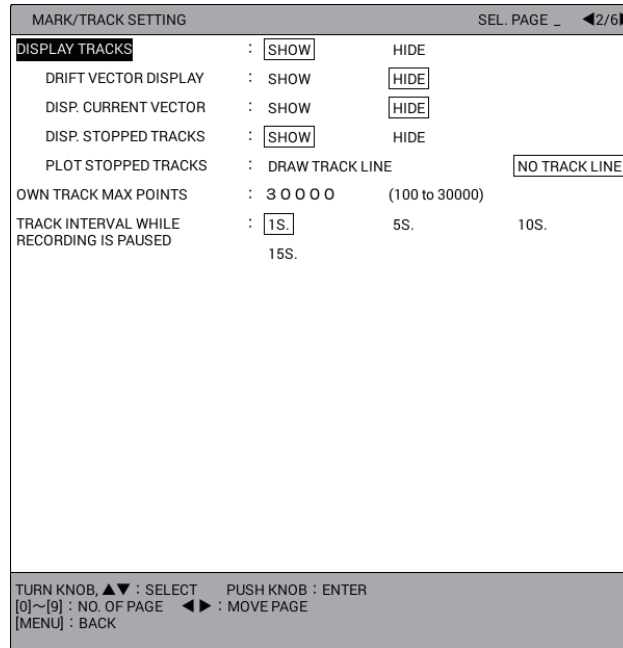 MARK/TRACK SETTING SEL. PAGE _ ◀2/6▶
DISPLAY TRACKS : SHOW HIDE
DRIFT VECTOR DISPLAY : SHOW HIDE
DISP. CURRENT VECTOR : SHOW HIDE
DISP. STOPPED TRACKS : SHOW HIDE
PLOT STOPPED TRACKS : DRAW TRACK LINE NO TRACK LINE
OWN TRACK MAX POINTS : 30000 (100 to 30000)
TRACK INTERVAL WHILE : 1S. 5S. 10S.
RECORDING IS PAUSED
15S.
TURN KNOB, ▲▼ : SELECT PUSH KNOB : ENTER
[0]～[9] : NO. OF PAGE ◀ ▶ : MOVE PAGE
[MENU] : BACK